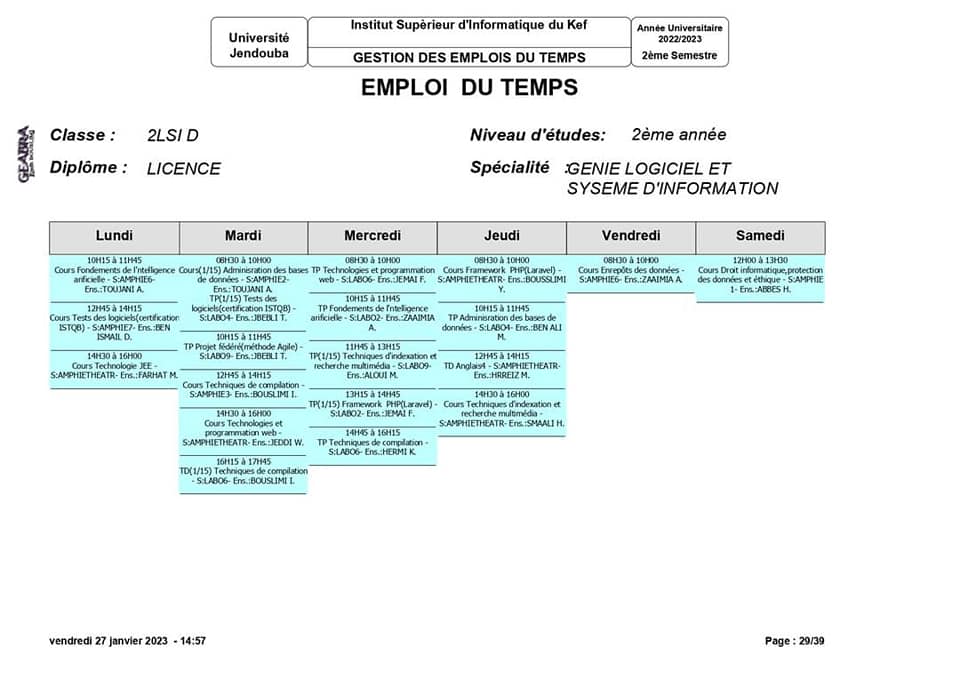 Université
Jendouba
Institut Supèrieur d'Informatique du Kef
GESTION DES EMPLOIS DU TEMPS
Année Universitaire
2022/2023
2ème Semestre
EMPLOI DU TEMPS
GEABRA
Classe : 2LSI D
Niveau d'études: 2ème année
Diplôme : LICENCE
Spécialité :GENIE LOGICIEL ET
SYSEME D'INFORMATION
Lundi
10H15 à 11H45
Cours Fondements de l'ntelligence
arificielle - S:AMPHIE6-
Ens.:TOUJANI A.
12H45 à 14H15
Cours Tests des logiciels(certification
ISTQB) - S:AMPHIE7- Ens.:BEN
ISMAIL D.
14H30 à 16H00
Cours Technologie JEE -
S:AMPHIETHEATR- Ens.:FARHAT M.
Mardi
08H30 à 10H00
Cours(1/15) Adminisration des bases
de données - S:AMPHIE2-
Ens.:TOUJANI A.
TP(1/15) Tests des
logiciels(certification ISTQB) -
S:LABO4- Ens.:JBEBLI T.
10H15 à 11H45
TP Projet fédéré(méthode Agile) -
S:LABO9- Ens.:JBEBLI T.
12H45 à 14H15
Cours Techniques de compilation -
S:AMPHIE3- Ens.:BOUSLIMI I.
14H30 à 16H00
Cours Technologies et
programmation web -
S:AMPHIETHEATR- Ens.:JEDDI W.
16H15 à 17H45
TD(1/15) Techniques de compilation
- S:LABO6- Ens.:BOUSLIMI I.
Mercredi
08H30 à 10H00
TP Technologies et programmation
web - S:LABO6- Ens.:JEMAI F.
10H15 à 11H45
TP Fondements de l'ntelligence
arificielle - S:LABO2- Ens.:ZAAIMIA
A.
11H45 à 13H15
TP(1/15) Techniques d'indexation et
recherche multimédia - S:LABO9-
Ens.:ALOUI M.
13H15 à 14H45
TP(1/15) Framework PHP(Laravel) -
S:LABO2- Ens.:JEMAI F.
14H45 à 16H15
TP Techniques de compilation -
S:LABO6- Ens.:HERMI K.
Jeudi
08H30 à 10H00
Cours Framework PHP(Laravel) -
S:AMPHIETHEATR- Ens.:BOUSSLIMI
Y.
10H15 à 11H45
TP Adminisration des bases de
données - S:LABO4- Ens.:BEN ALI
M.
12H45 à 14H15
TD Anglais4 - S:AMPHIETHEATR-
Ens.:HRREIZ M.
14H30 à 16H00
Cours Techniques d'indexation et
recherche multimédia -
S:AMPHIETHEATR- Ens.:SMAALI H.
Vendredi
08H30 à 10H00
Cours Enrepôts des données -
S:AMPHIE6- Ens.:ZAAIMIA A.
Samedi
12H00 à 13H30
Cours Droit informatique,protection
des données et éthique - S:AMPHIE
1- Ens.:ABBES H.
vendredi 27 janvier 2023 - 14:57
Page : 29/39